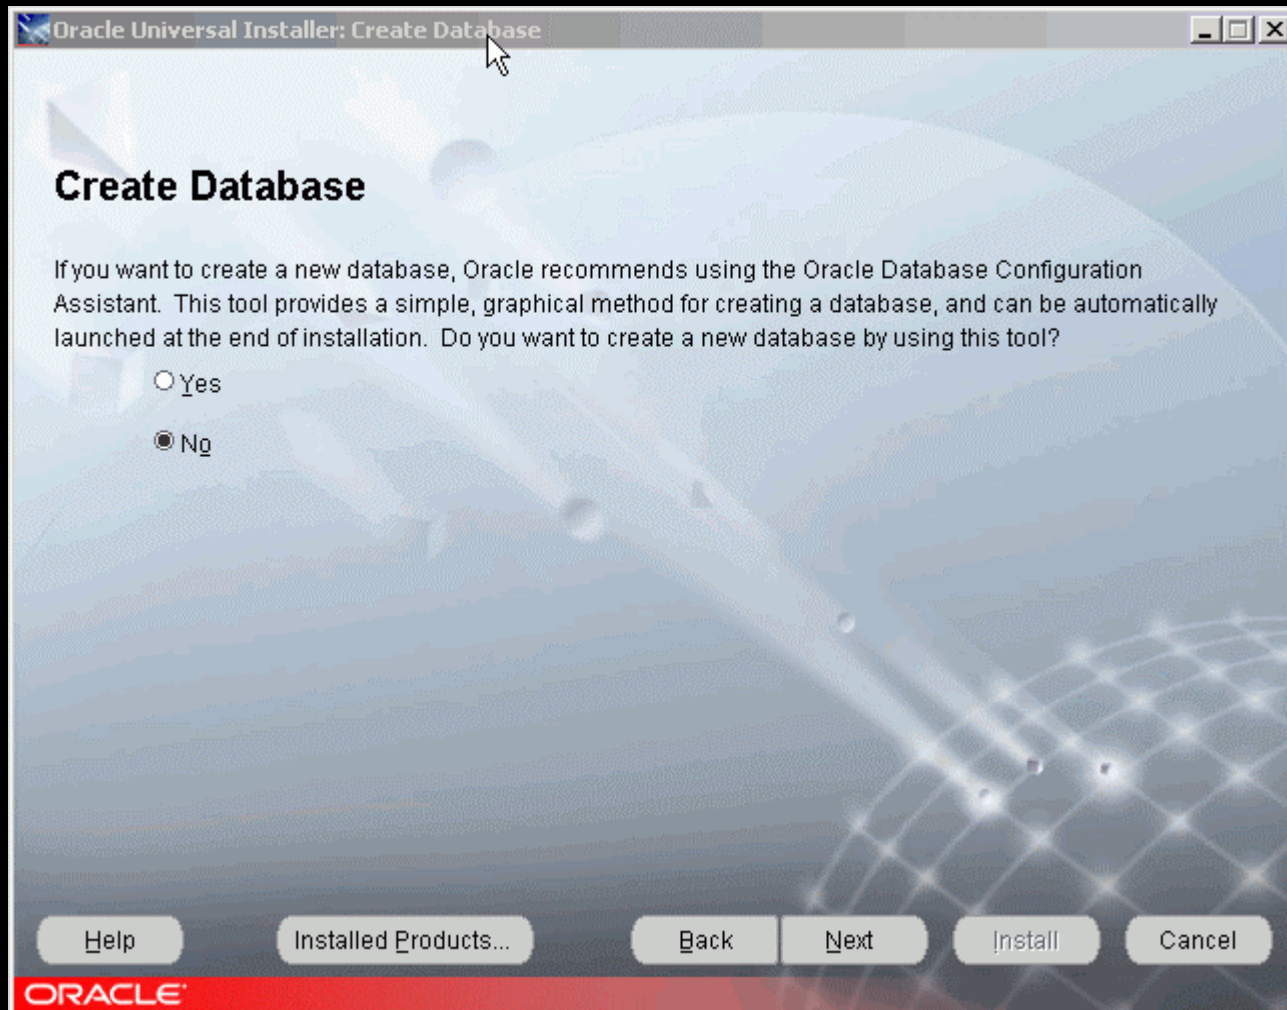 Oracle Universal Installer: Create Database
Create Database
If you want to create a new database, Oracle recommends using the Oracle Database Configuration
Assistant. This tool provides a simple, graphical method for creating a database, and can be automatically
launched at the end of installation. Do you want to create a new database by using this tool?
Yes
No
Help Installed Products... Back Next Install Cancel
ORACLE